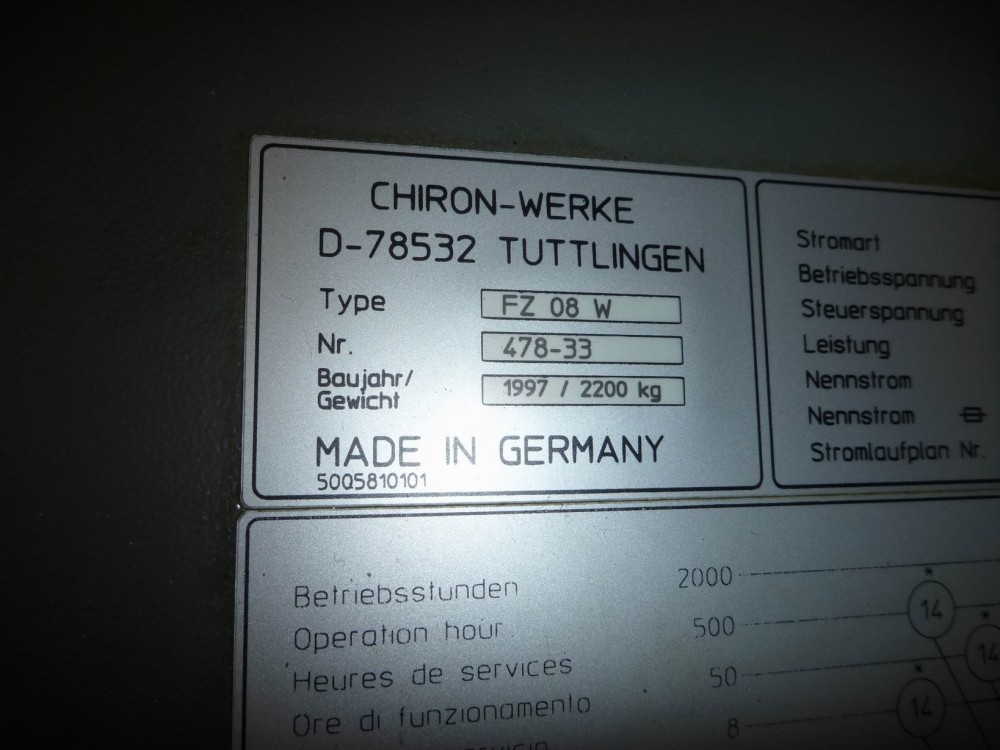 CHIRON-WERKE
D-78532 TUTTLINGEN
Type FZ 08 W
Nr. 478-33
Baujahr/
Gewicht 1997 / 2200 kg
MADE IN GERMANY
5005810101
Stromart
Betriebsspannung
Steuerspannung
Leistung
Nennstrom
Nennstrom
Stromlaufplan Nr.
Betriebsstunden 2000
Operation hour 500
Heures de services 50
Ore di funzionamento 8
* 14
* 14
* 14